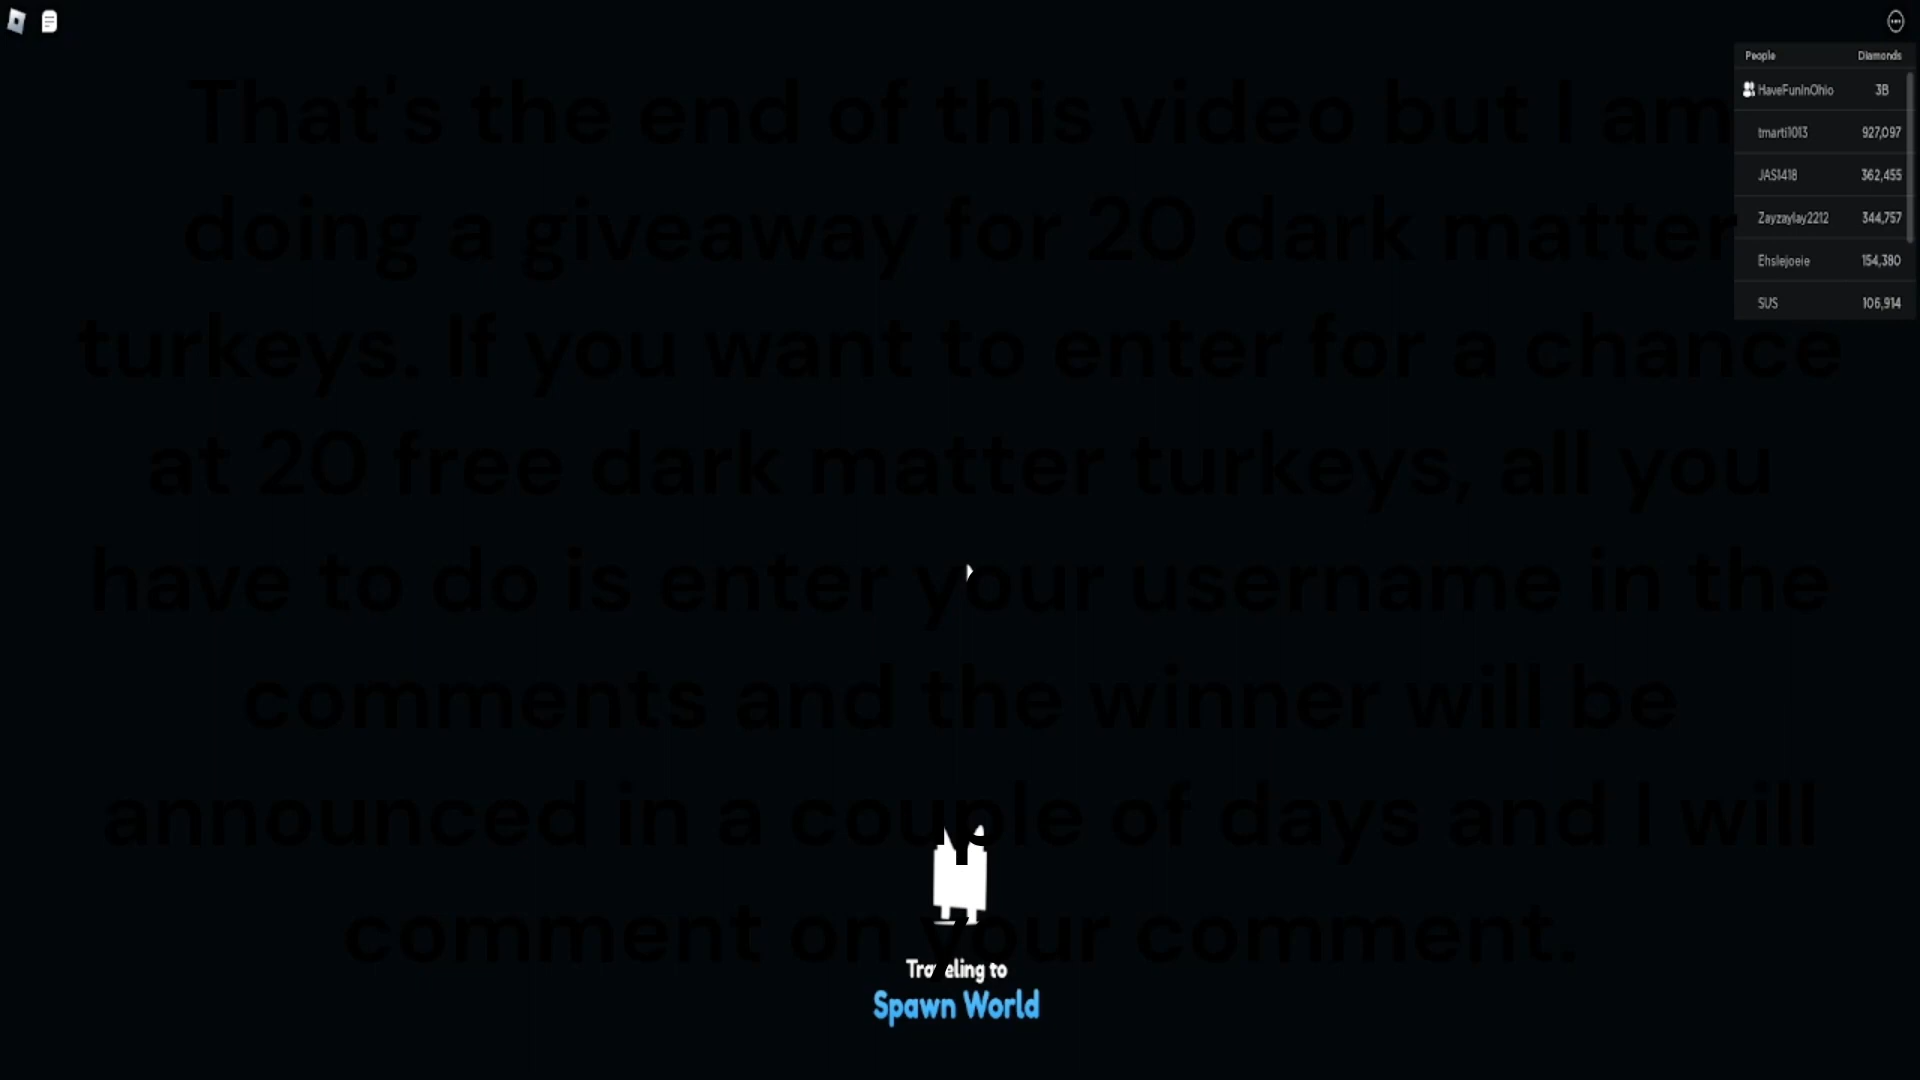 People Diamonds
HaveFunInOhio 3B
tmarti1013 927,097
JAS1418 362,455
Zayzaylay2212 344,757
Ehslejoeie 154,380
SUS 106,914
That's the end of this video but I am
doing a giveaway for 20 dark matter
turkeys. If you want to enter for a chance
at 20 free dark matter turkeys, all you
have to do is enter your username in the
comments and the winner will be
announced in a couple of days and I will
comment on your comment.
Traveling to
Spawn World